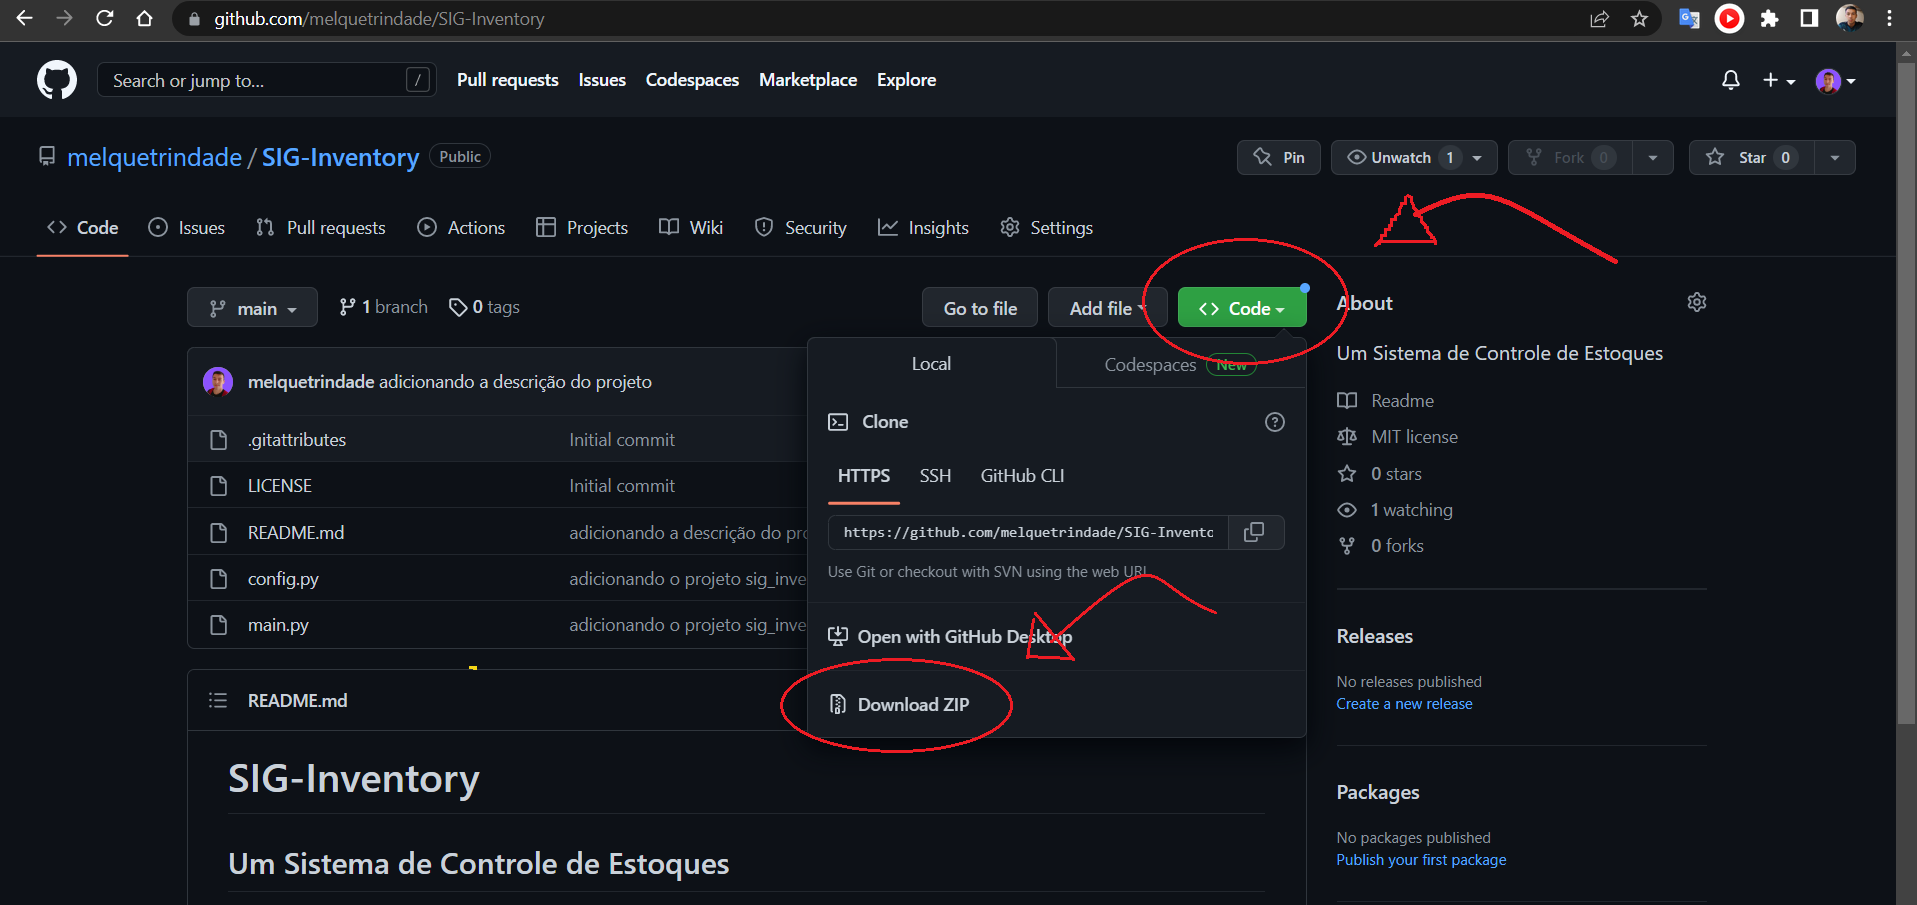 github.com/melquetrindade/SIG-Inventory
Search or jump to... /
Pull requests Issues Codespaces Marketplace Explore
melquetrindade / SIG-Inventory Public
Pin Unwatch 1 Fork 0 Star 0
Code Issues Pull requests Actions Projects Wiki Security Insights Settings
main 1 branch 0 tags Go to file Add file Code
About
Um Sistema de Controle de Estoques
Readme
MIT license
0 stars
1 watching
0 forks
Local Codespaces New
melquetrindade adicionando a descrição do projeto
.gitattributes Initial commit
LICENSE Initial commit
README.md adicionando a descrição do pro
config.py adicionando o projeto sig_inve
main.py adicionando o projeto sig_inve
Clone
HTTPS SSH GitHub CLI
https://github.com/melquetrindade/SIG-Invento
Use Git or checkout with SVN using the web URL.
Open with GitHub Desktop
Download ZIP
Releases
No releases published
Create a new release
README.md
SIG-Inventory
Um Sistema de Controle de Estoques
Packages
No packages published
Publish your first package